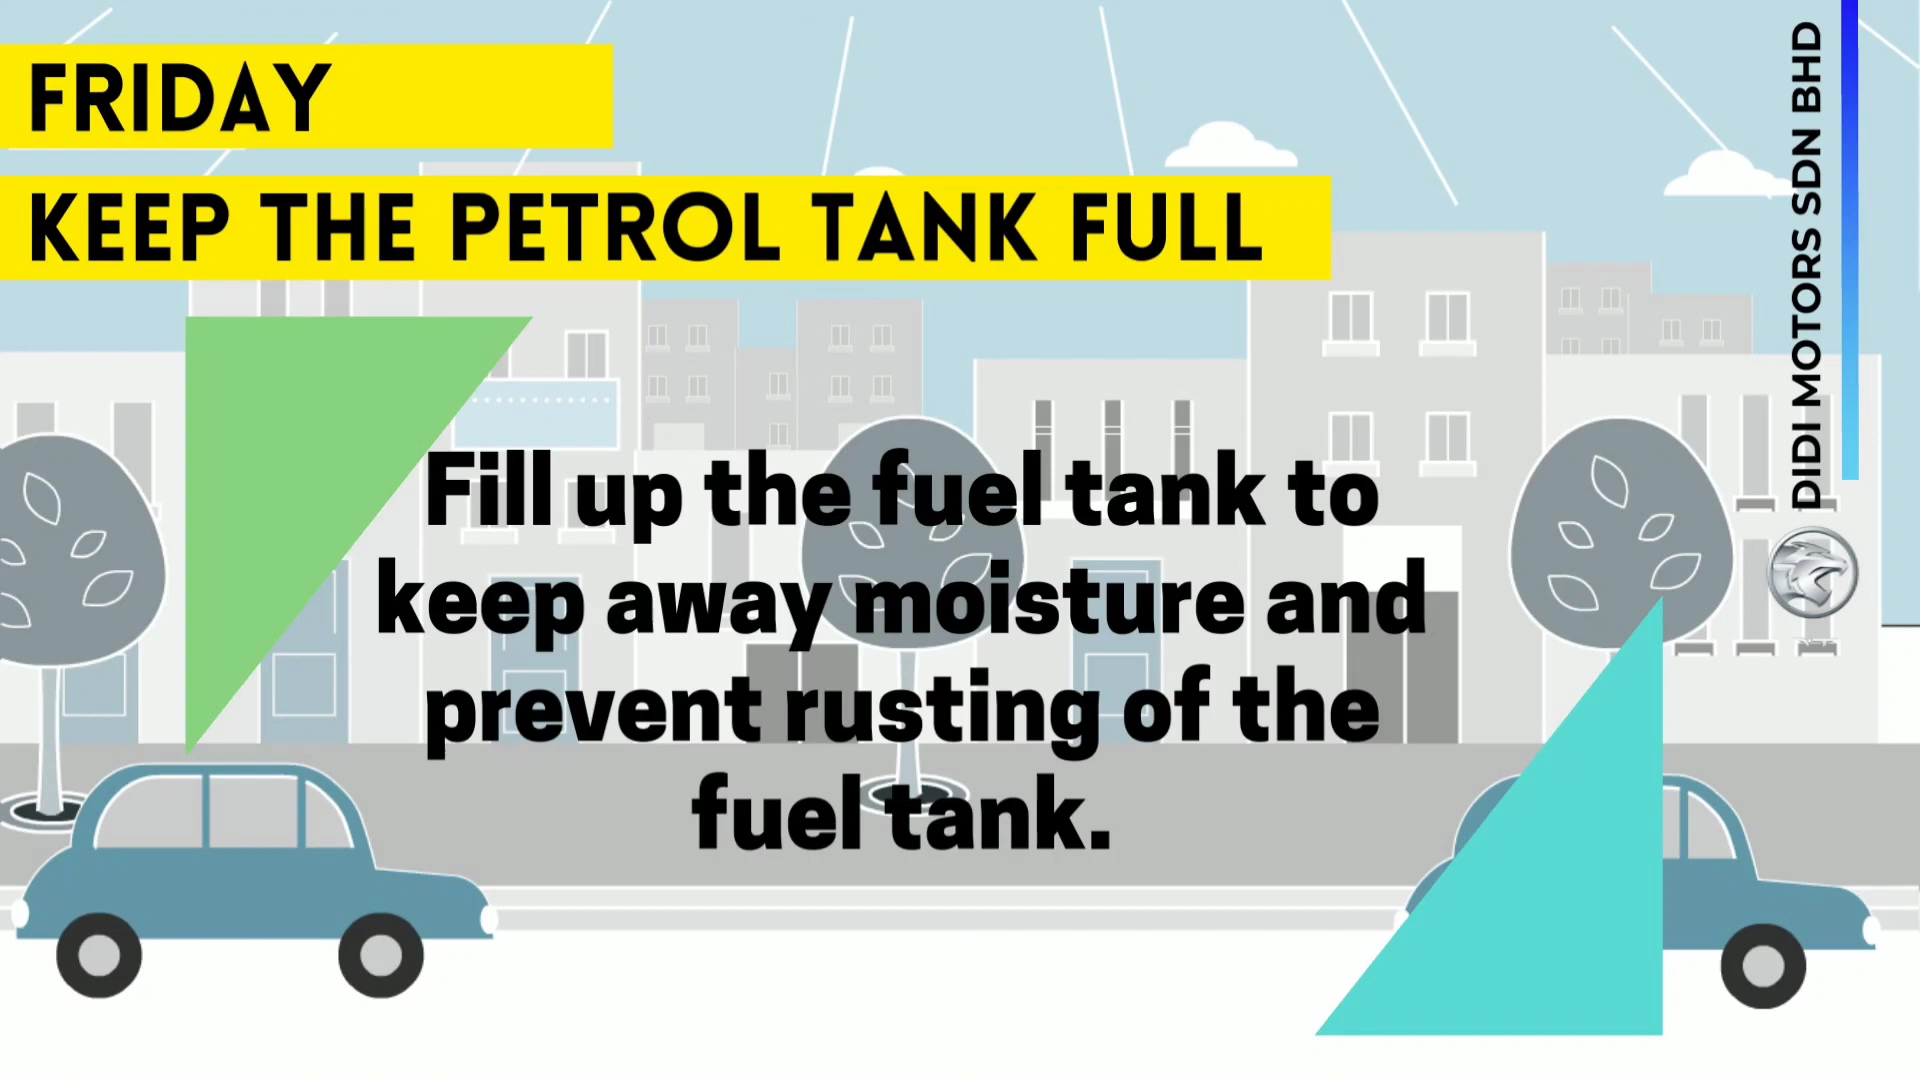 FRIDAY
KEEP THE PETROL TANK FULL
Fill up the fuel tank to
keep away moisture and
prevent rusting of the
fuel tank.
DIDI MOTORS SDN BHD